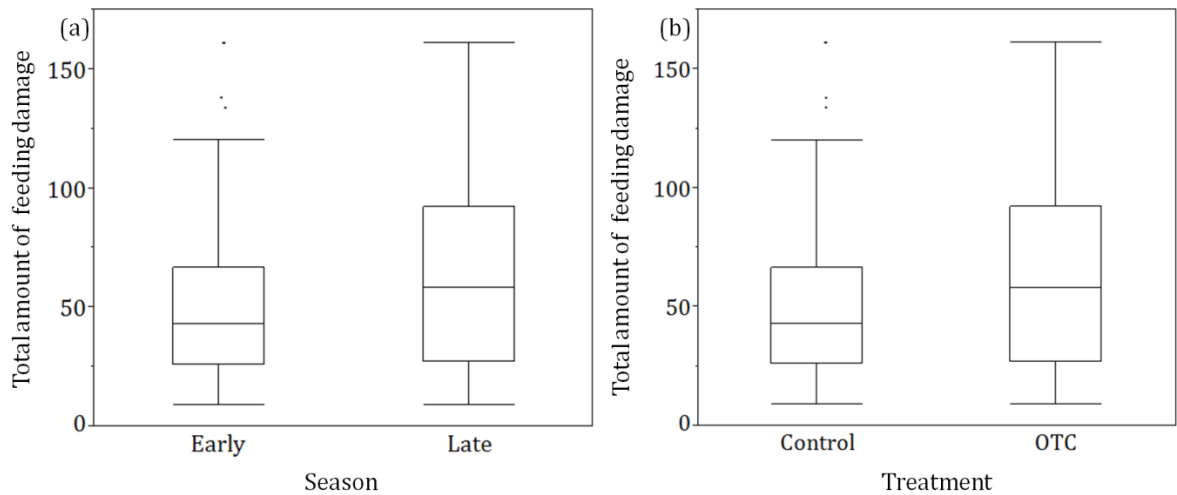 (a)
Total amount of feeding damage
150
100
50
0
Early Late
Season
(b)
Total amount of feeding damage
150
100
50
0
Control OTC
Treatment